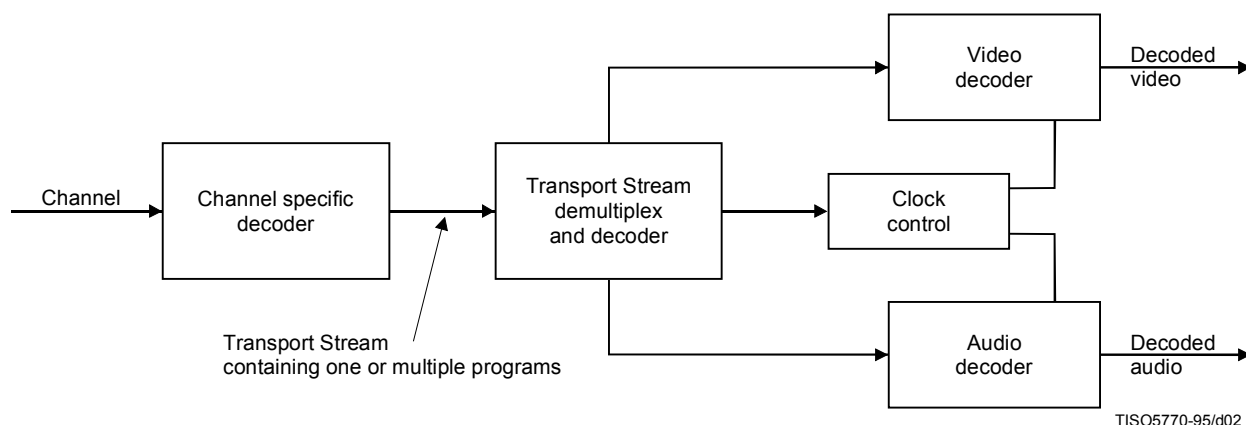 Video
decoder
Decoded
video
Channel
Channel specific
decoder
Transport Stream
demultiplex
and decoder
Clock
control
Transport Stream
containing one or multiple programs
Audio
decoder
Decoded
audio
TISO5770-95/d02